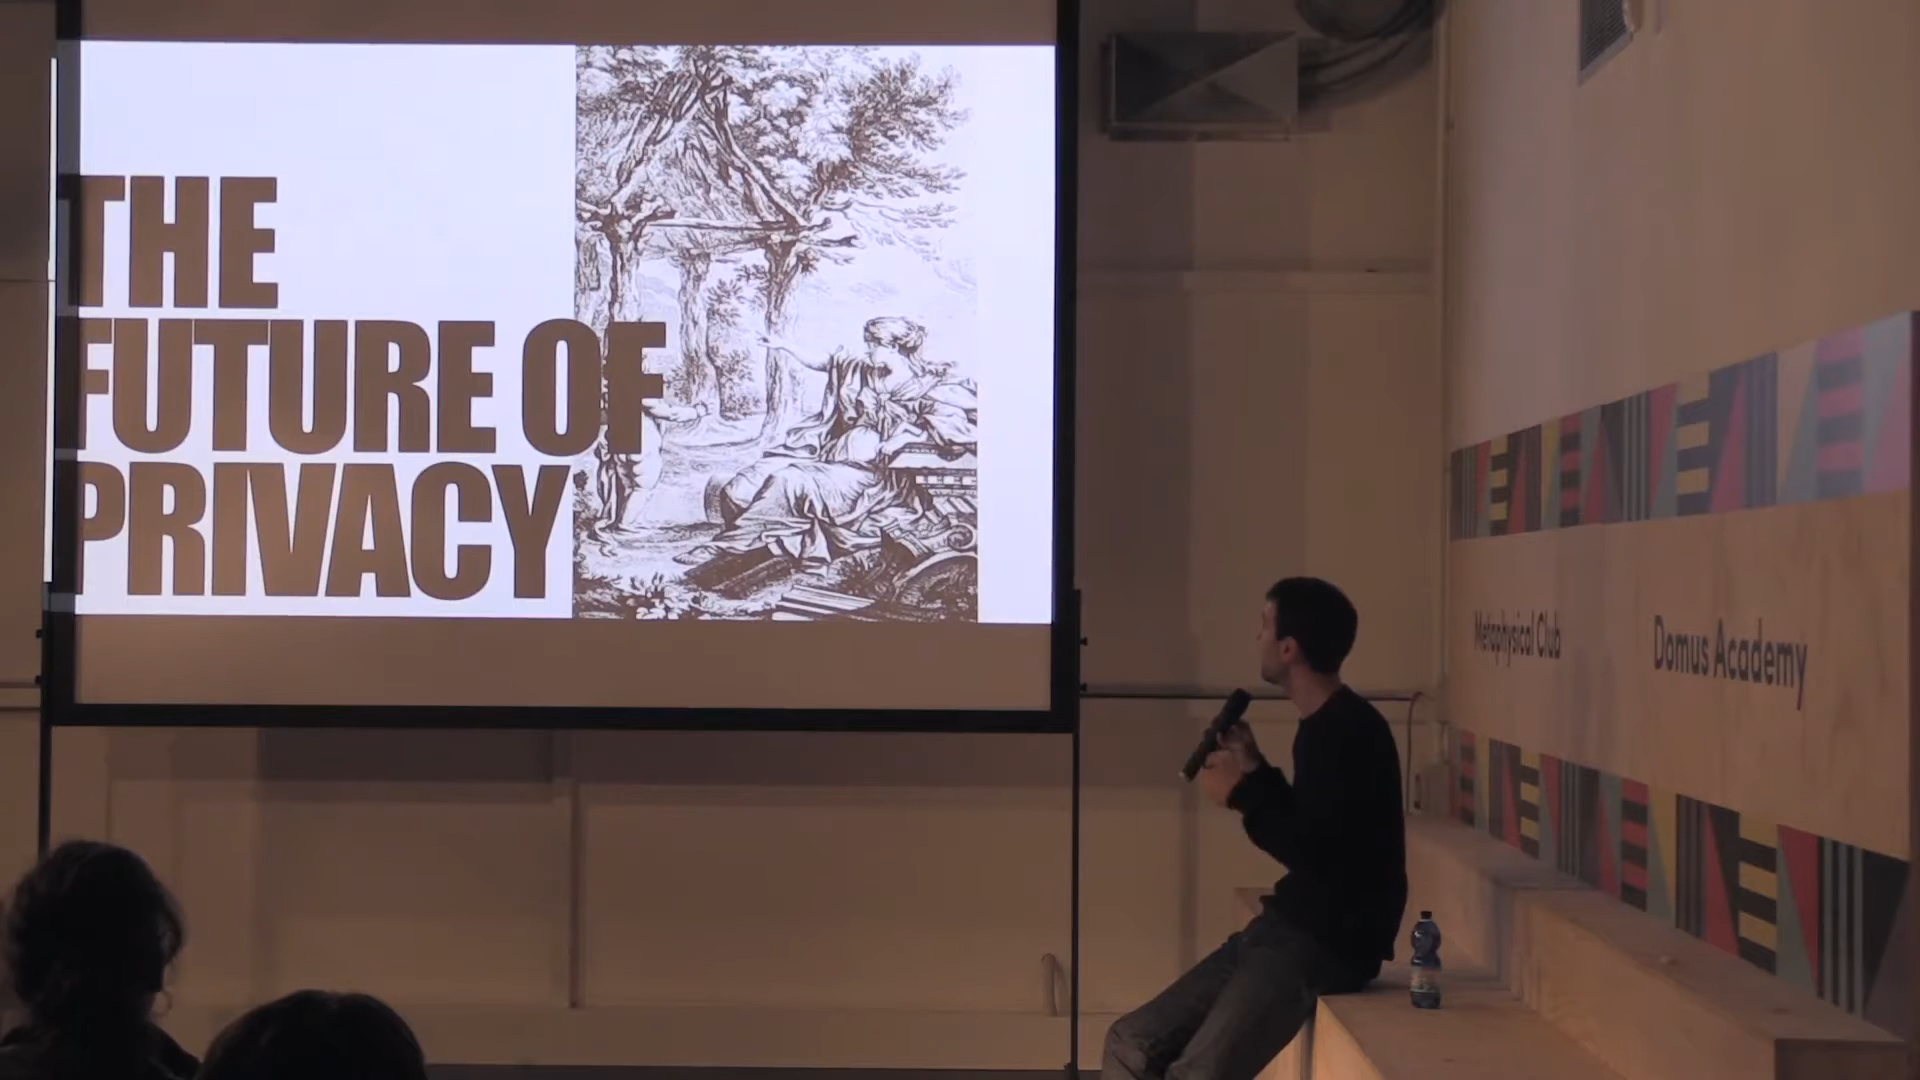 THE
FUTURE OF
PRIVACY
Metaphysical Club
Domus Academy